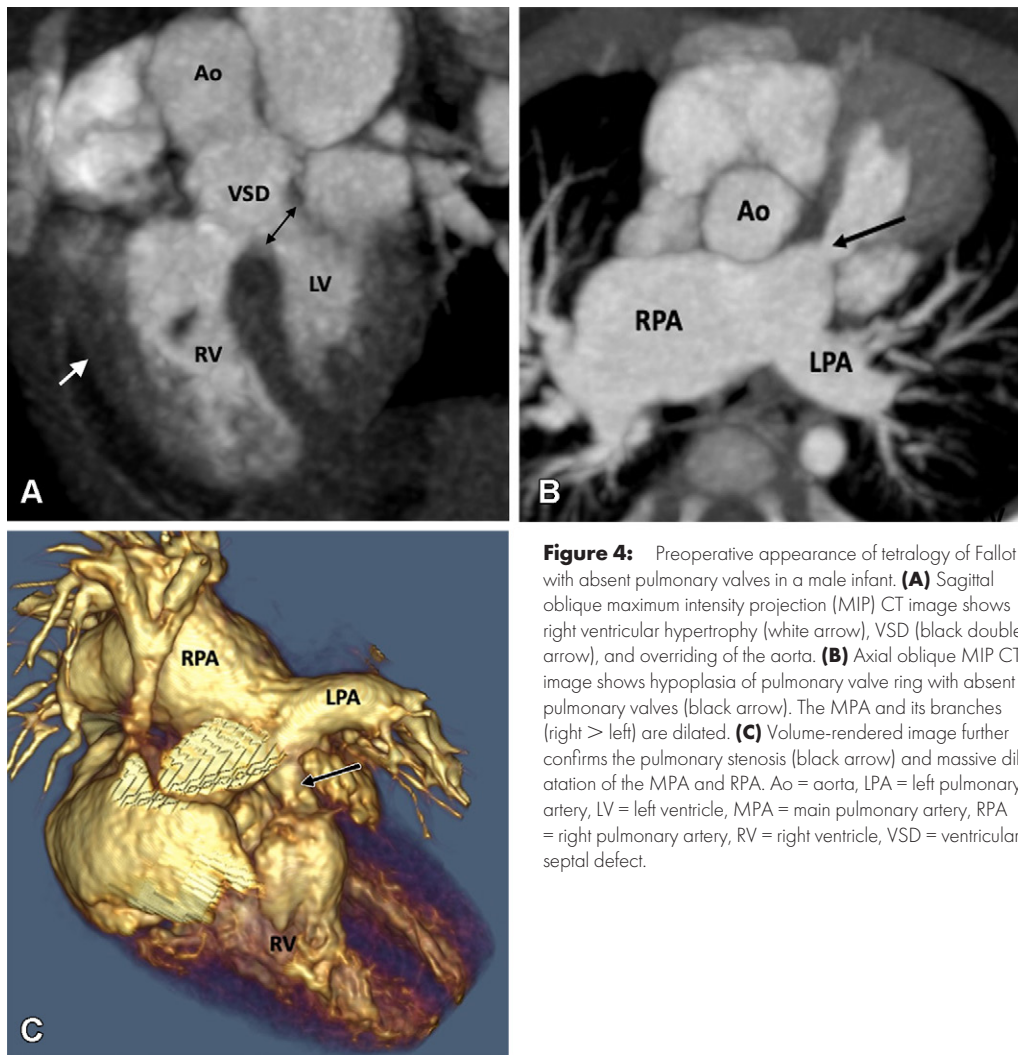 Ao
VSD
LV
RV
A
Ao
RPA
LPA
B
RPA
LPA
RV
C
Figure 4: Preoperative appearance of tetralogy of Fallot
with absent pulmonary valves in a male infant. (A) Sagittal
oblique maximum intensity projection (MIP) CT image shows
right ventricular hypertrophy (white arrow), VSD (black double
arrow), and overriding of the aorta. (B) Axial oblique MIP CT
image shows hypoplasia of pulmonary valve ring with absent
pulmonary valves (black arrow). The MPA and its branches
(right > left) are dilated. (C) Volume-rendered image further
confirms the pulmonary stenosis (black arrow) and massive dil
atation of the MPA and RPA. Ao = aorta, LPA = left pulmonary
artery, LV = left ventricle, MPA = main pulmonary artery, RPA
= right pulmonary artery, RV = right ventricle, VSD = ventricular
septal defect.